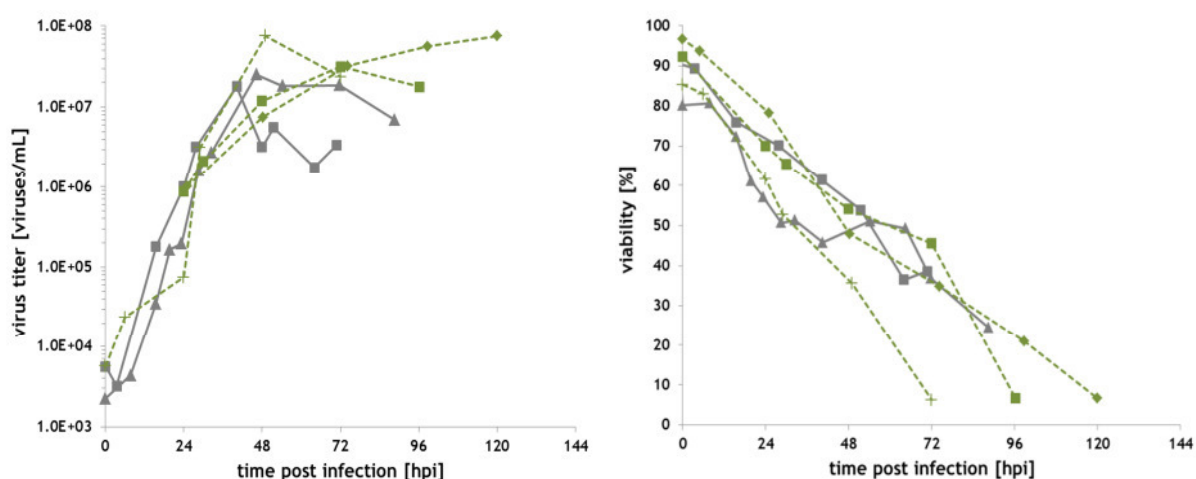 1.0E+08
1.0E+07
1.0E+06
1.0E+05
1.0E+04
1.0E+03
virus titer [viruses/mL]
0 24 48 72 96 120 144
time post infection [hpi]
100
90
80
70
60
50
40
30
20
10
0
viability [%]
0 24 48 72 96 120 144
time post infection [hpi]